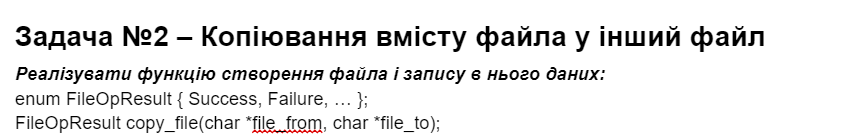 Задача №2 – Копіювання вмісту файла у інший файл
Реалізувати функцію створення файла і запису в нього даних:
enum FileOpResult { Success, Failure, … };
FileOpResult copy_file(char *file_from, char *file_to);